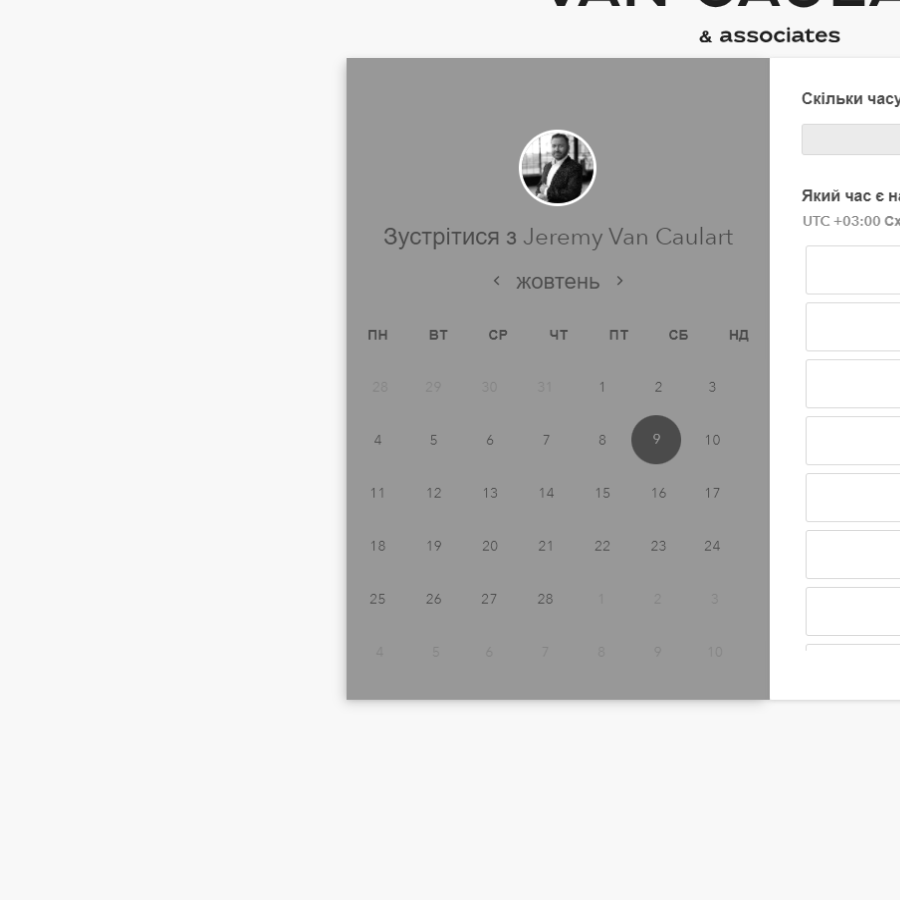 VAN CAULA
& associates
Скільки часу
Який час є на
UTC +03:00 Сх
Зустрітися з Jeremy Van Caulart
жовтень
ПН ВТ СР ЧТ ПТ СБ НД
28 29 30 31 1 2 3
4 5 6 7 8 9 10
11 12 13 14 15 16 17
18 19 20 21 22 23 24
25 26 27 28 1 2 3
4 5 6 7 8 9 10